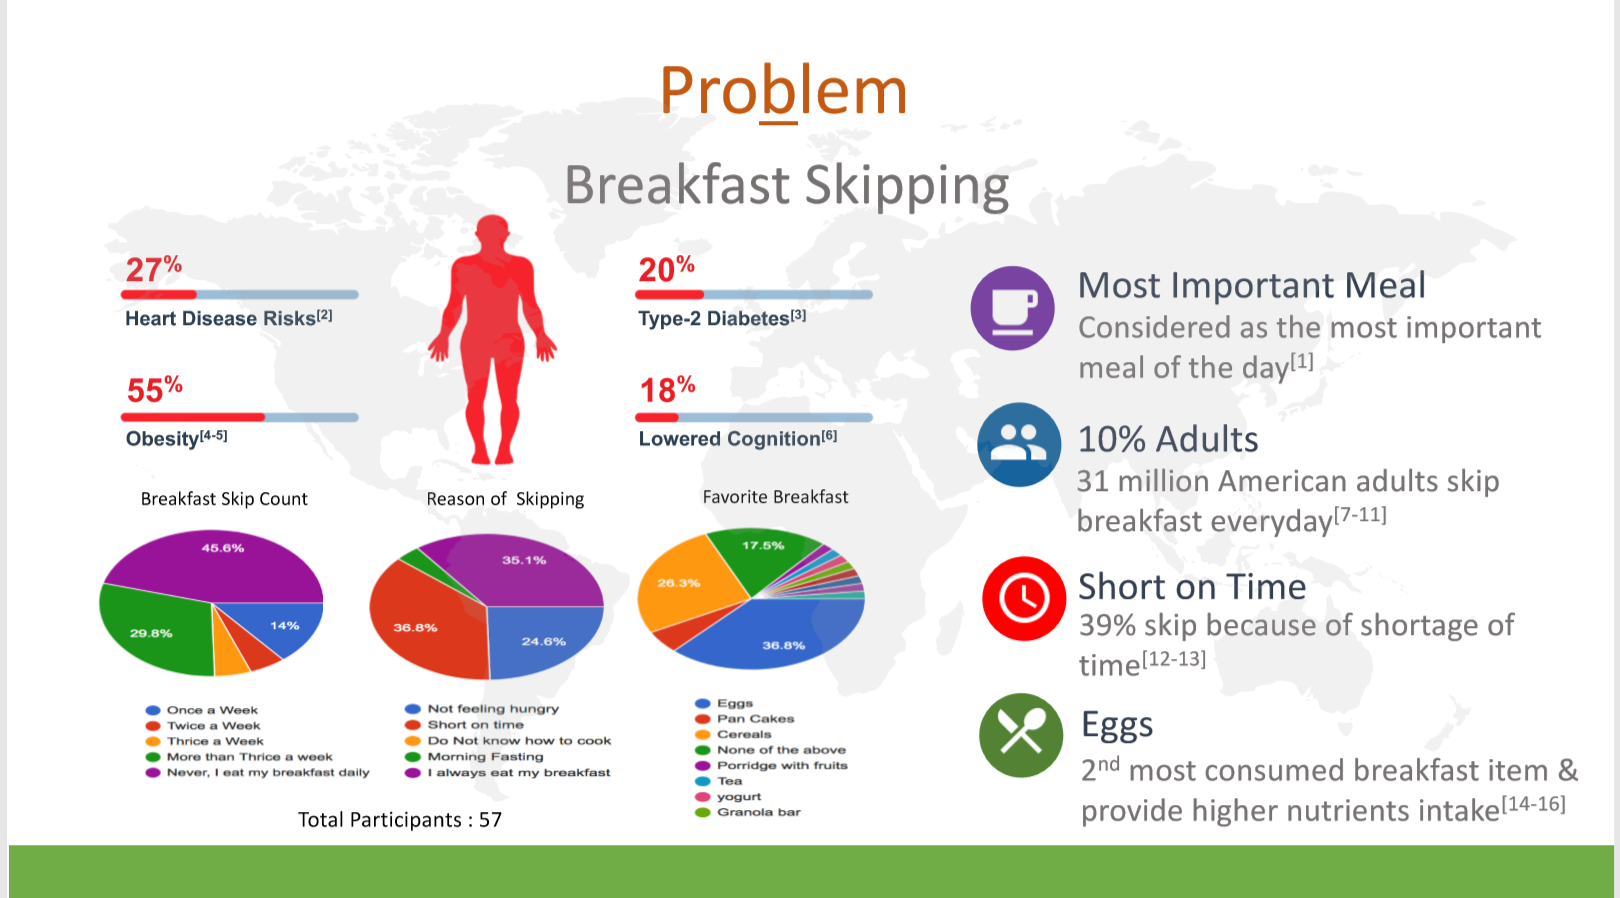 Problem
Breakfast Skipping
27%
Heart Disease Risks[2]
55%
Obesity[4-5]
20%
Type-2 Diabetes[3]
18%
Lowered Cognition[6]
Breakfast Skip Count
45.6%
29.8%
14%
Once a Week
Twice a Week
Thrice a Week
More than Thrice a week
Never, I eat my breakfast daily
Reason of Skipping
35.1%
36.8%
24.6%
Not feeling hungry
Short on time
Do Not know how to cook
Morning Fasting
I always eat my breakfast
Favorite Breakfast
17.5%
26.3%
36.8%
Eggs
Pan Cakes
Cereals
None of the above
Porridge with fruits
Tea
yogurt
Granola bar
Total Participants : 57
Most Important Meal
Considered as the most important
meal of the day[1]
10% Adults
31 million American adults skip
breakfast everyday[7-11]
Short on Time
39% skip because of shortage of
time[12-13]
Eggs
2nd most consumed breakfast item &
provide higher nutrients intake[14-16]